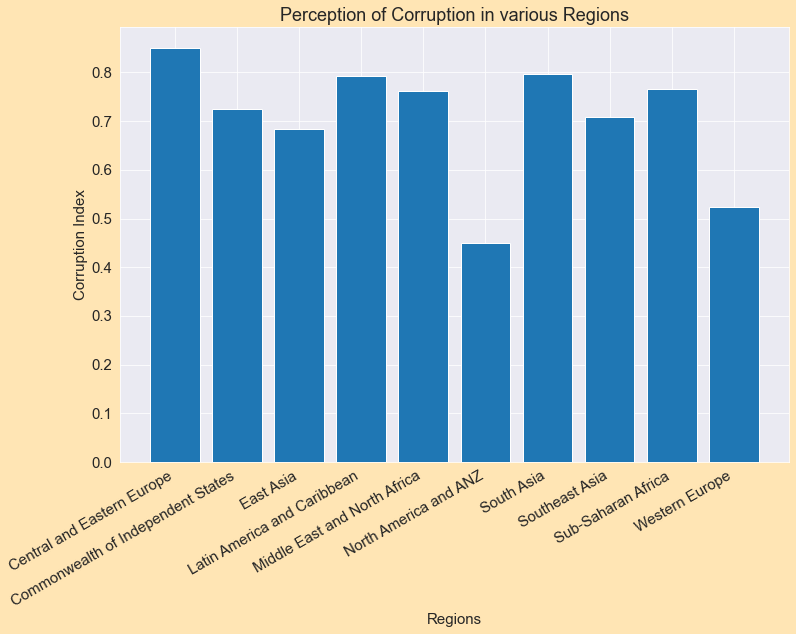 Perception of Corruption in various Regions
Corruption Index
0.8
0.7
0.6
0.5
0.4
0.3
0.2
0.1
0.0
Central and Eastern Europe
Commonwealth of Independent States
East Asia
Latin America and Caribbean
Middle East and North Africa
North America and ANZ
South Asia
Southeast Asia
Sub-Saharan Africa
Western Europe
Regions